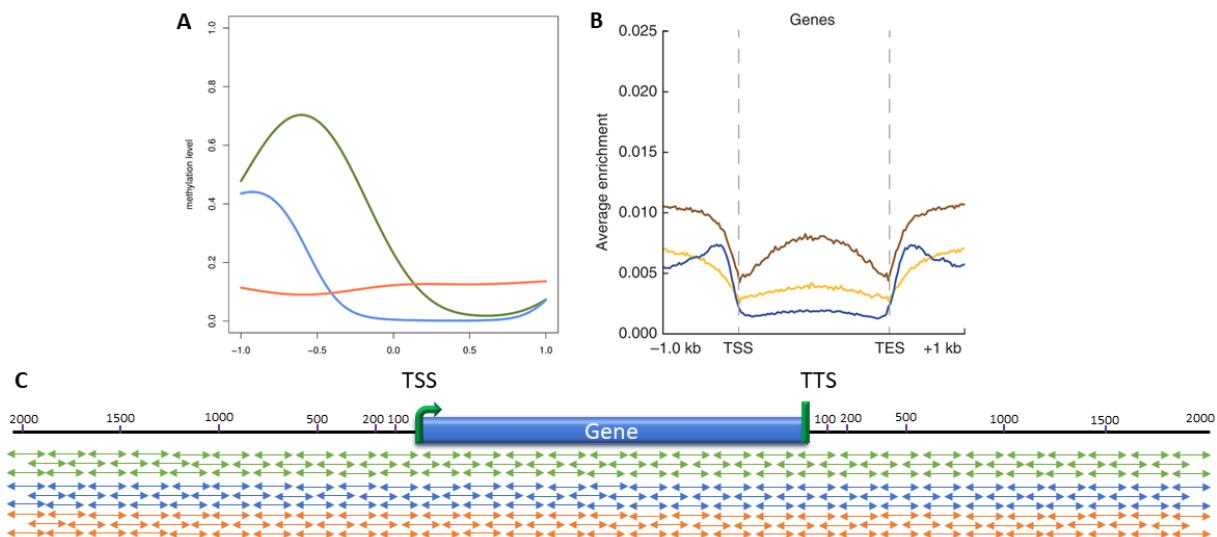 A
1.0
0.8
0.6
0.4
0.2
0.0
methylation level
-1.0 -0.5 0.0 0.5 1.0
B
Genes
0.025
0.020
0.015
0.010
0.005
0.000
Average enrichment
−1.0 kb TSS TES +1 kb
C
TSS TTS
2000 1500 1000 500 200 100 100 200 500 1000 1500 2000
Gene